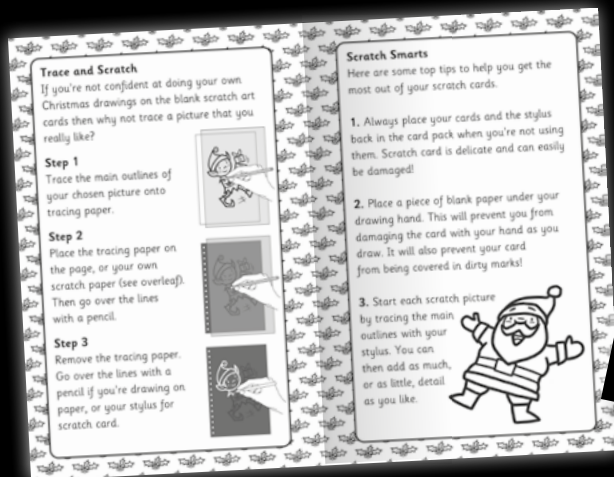 Trace and Scratch
If you're not confident at doing your own
Christmas drawings on the blank scratch art
cards then why not trace a picture that you
really like?
Step 1
Trace the main outlines of
your chosen picture onto
tracing paper.
Step 2
Place the tracing paper on
the page, or your own
scratch paper (see overleaf).
Then go over the lines
with a pencil.
Step 3
Remove the tracing paper.
Go over the lines with a
pencil if you're drawing on
paper, or your stylus for
scratch card.
Scratch Smarts
Here are some top tips to help you get the
most out of your scratch cards.
1. Always place your cards and the stylus
back in the card pack when you're not using
them. Scratch card is delicate and can easily
be damaged!
2. Place a piece of blank paper under your
drawing hand. This will prevent you from
damaging the card with your hand as you
draw. It will also prevent your card
from being covered in dirty marks!
3. Start each scratch picture
by tracing the main
outlines with your
stylus. You can
then add as much,
or as little, detail
as you like.